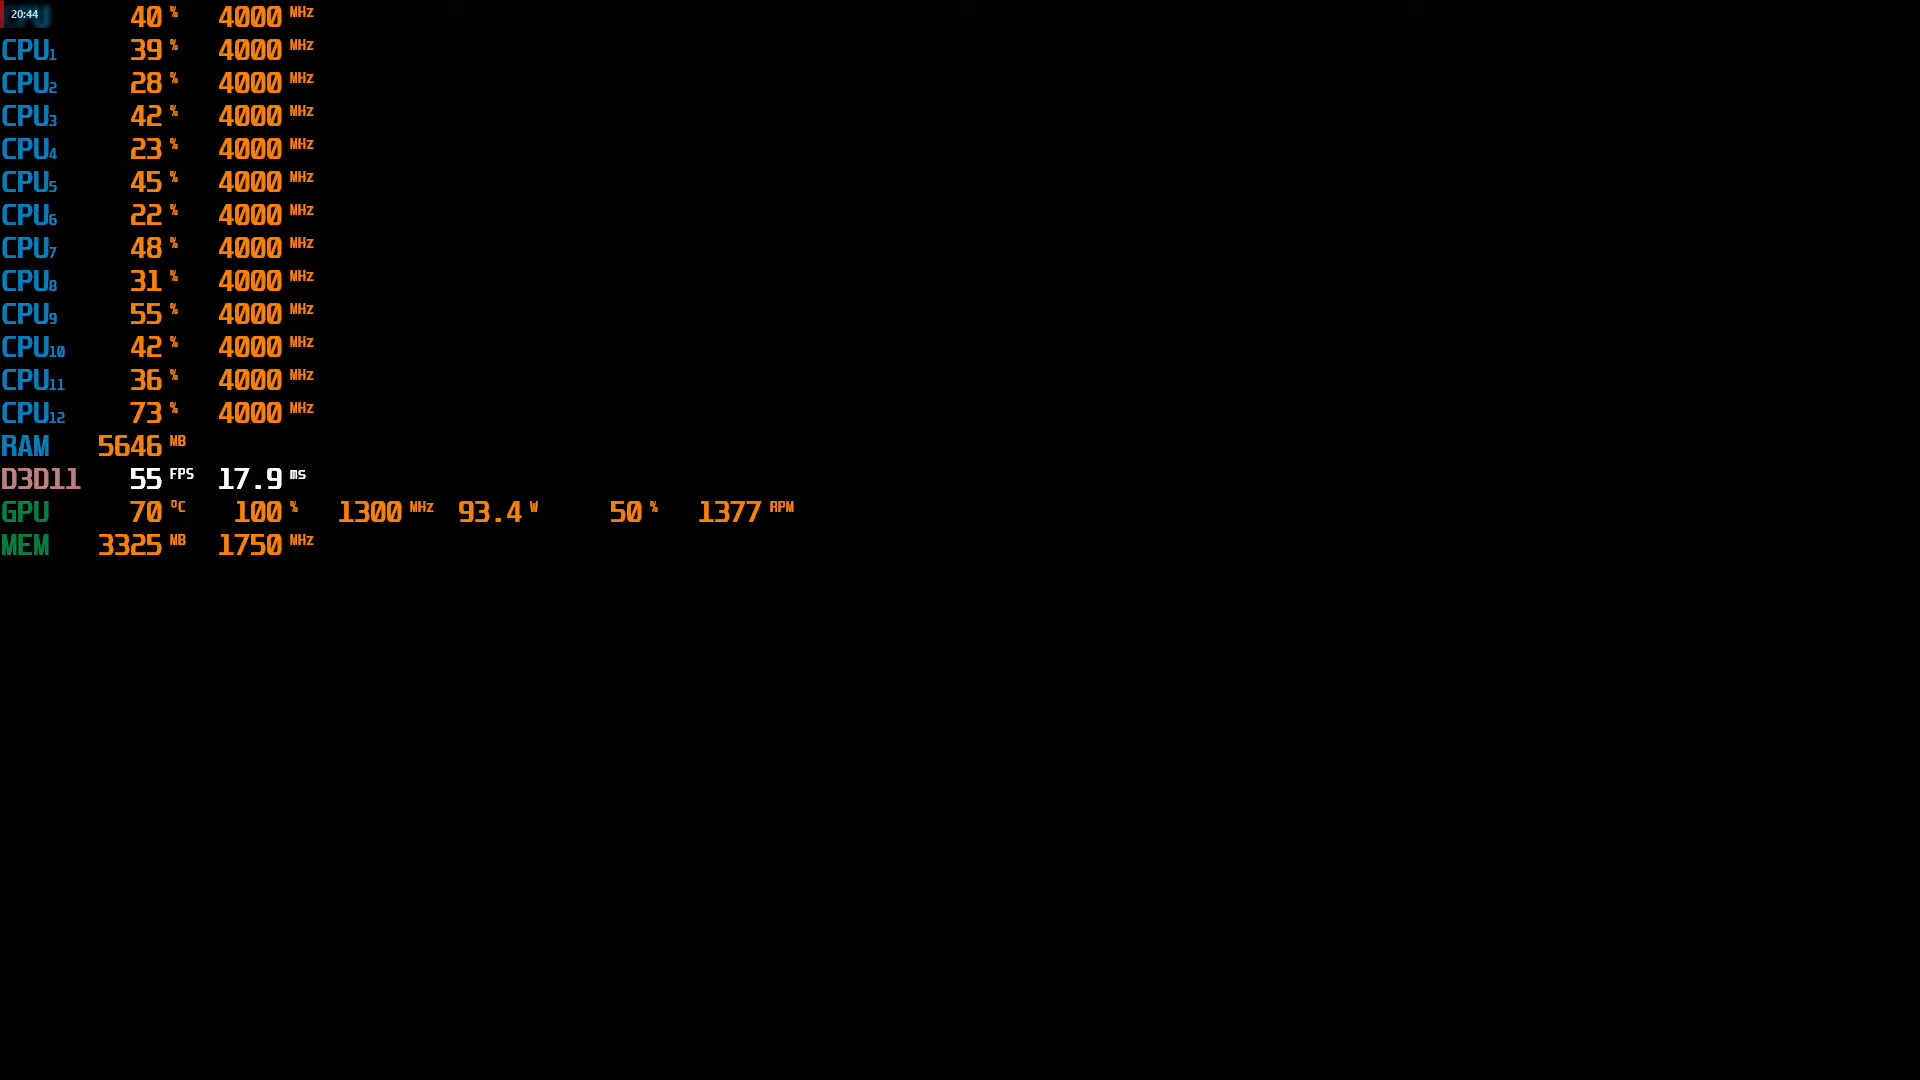 20:44
CPU 40 % 4000 MHz
CPU1 39 % 4000 MHz
CPU2 28 % 4000 MHz
CPU3 42 % 4000 MHz
CPU4 23 % 4000 MHz
CPU5 45 % 4000 MHz
CPU6 22 % 4000 MHz
CPU7 48 % 4000 MHz
CPU8 31 % 4000 MHz
CPU9 55 % 4000 MHz
CPU10 42 % 4000 MHz
CPU11 36 % 4000 MHz
CPU12 73 % 4000 MHz
RAM 5646 MB
D3D11 55 FPS 17.9 ms
GPU 70 °C 100 % 1300 MHz 93.4 W 50 % 1377 RPM
MEM 3325 MB 1750 MHz